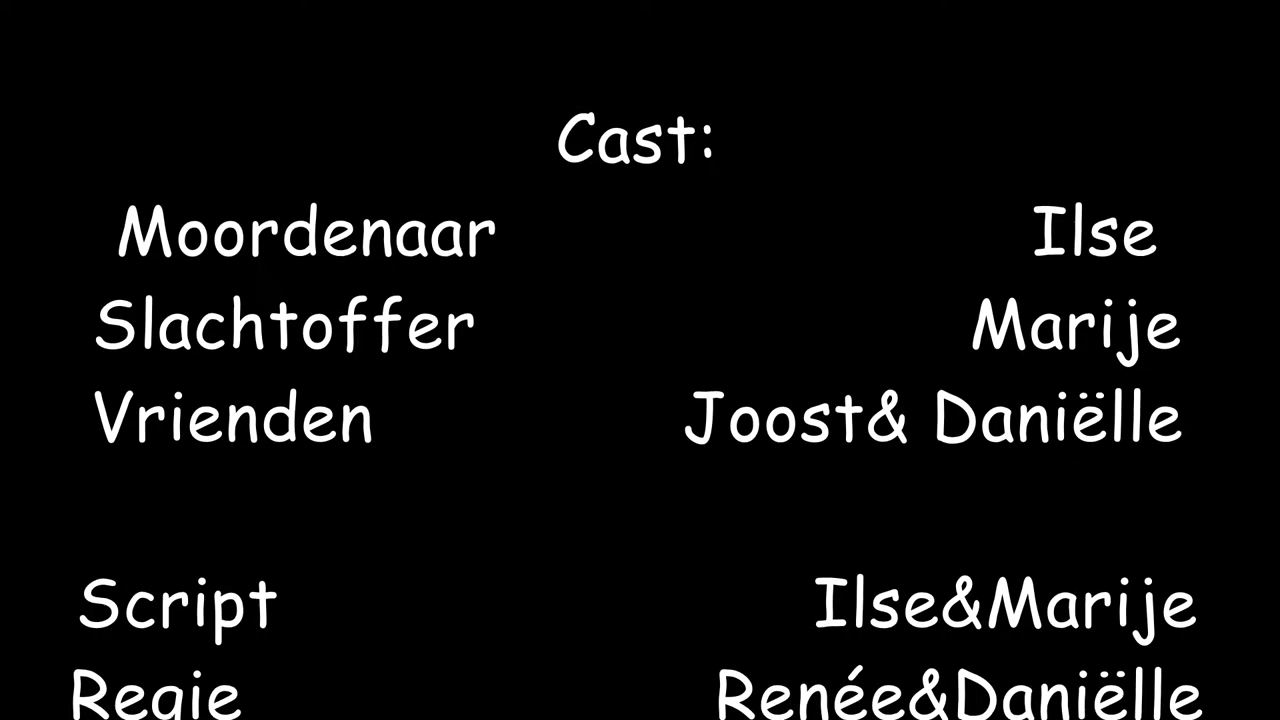 Cast:
Moordenaar Ilse
Slachtoffer Marije
Vrienden Joost& Daniëlle
Script Ilse&Marije
Regie Renée&Daniëlle